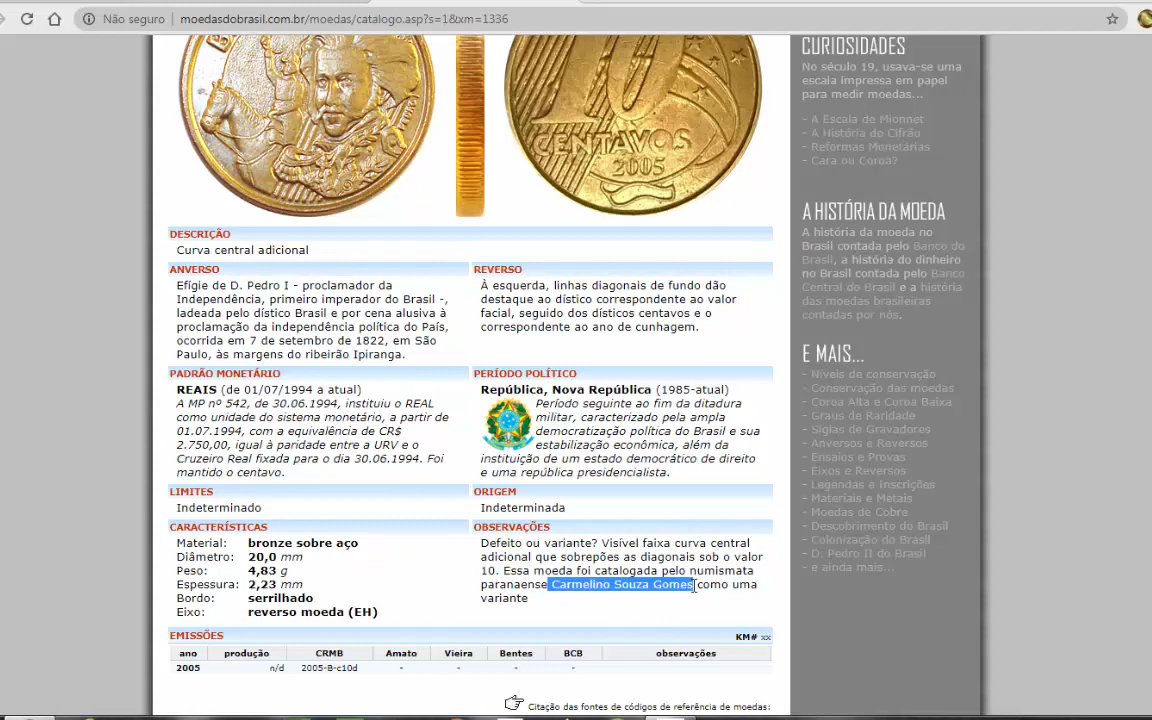 Não seguro
moedasdobrasil.com.br/moedas/catalogo.asp?s=1&xm=1336
CENTAVOS
2005
DESCRIÇÃO
Curva central adicional
ANVERSO
Efígie de D. Pedro I - proclamador da
Independência, primeiro imperador do Brasil -,
ladeada pelo dístico Brasil e por cena alusiva à
proclamação da independência política do País,
ocorrida em 7 de setembro de 1822, em São
Paulo, às margens do ribeirão Ipiranga.
REVERSO
À esquerda, linhas diagonais de fundo dão
destaque ao dístico correspondente ao valor
facial, seguido dos dísticos centavos e o
correspondente ao ano de cunhagem.
PADRÃO MONETÁRIO
REAIS (de 01/07/1994 a atual)
A MP nº 542, de 30.06.1994, instituiu o REAL
como unidade do sistema monetário, a partir de
01.07.1994, com a equivalência de CR$
2.750,00, igual à paridade entre a URV e o
Cruzeiro Real fixada para o dia 30.06.1994. Foi
mantido o centavo.
PERÍODO POLÍTICO
República, Nova República (1985-atual)
Período seguinte ao fim da ditadura
militar, caracterizado pela ampla
democratização política do Brasil e sua
estabilização econômica, além da
instituição de um estado democrático de direito
e uma república presidencialista.
LIMITES
Indeterminado
ORIGEM
Indeterminada
CARACTERÍSTICAS
Material: bronze sobre aço
Diâmetro: 20,0 mm
Peso: 4,83 g
Espessura: 2,23 mm
Bordo: serrilhado
Eixo: reverso moeda (EH)
OBSERVAÇÕES
Defeito ou variante? Visível faixa curva central
adicional que sobrepões as diagonais sob o valor
10. Essa moeda foi catalogada pelo numismata
paranaense Carmelino Souza Gomes como uma
variante
EMISSÕES KM# xx
ano produção CRMB Amato Vieira Bentes BCB observações
2005 n/d 2005-B-c10d - - - -
Citação das fontes de códigos de referência de moedas:
CURIOSIDADES
No século 19, usava-se uma
escala impressa em papel
para medir moedas...
- A Escala de Mionnet
- A História do Cifrão
- Reformas Monetárias
- Cara ou Coroa?
A HISTÓRIA DA MOEDA
A história da moeda no
Brasil contada pelo Banco do
Brasil, a história do dinheiro
no Brasil contada pelo Banco
Central do Brasil e a história
das moedas brasileiras
contadas por nós.
E MAIS...
- Níveis de conservação
- Conservação das moedas
- Coroa Alta e Coroa Baixa
- Graus de Raridade
- Siglas de Gravadores
- Anversos e Reversos
- Ensaios e Provas
- Eixos e Reversos
- Legendas e Inscrições
- Materiais e Metais
- Moedas de Cobre
- Descobrimento do Brasil
- Colonização do Brasil
- D. Pedro II do Brasil
- e ainda mais...